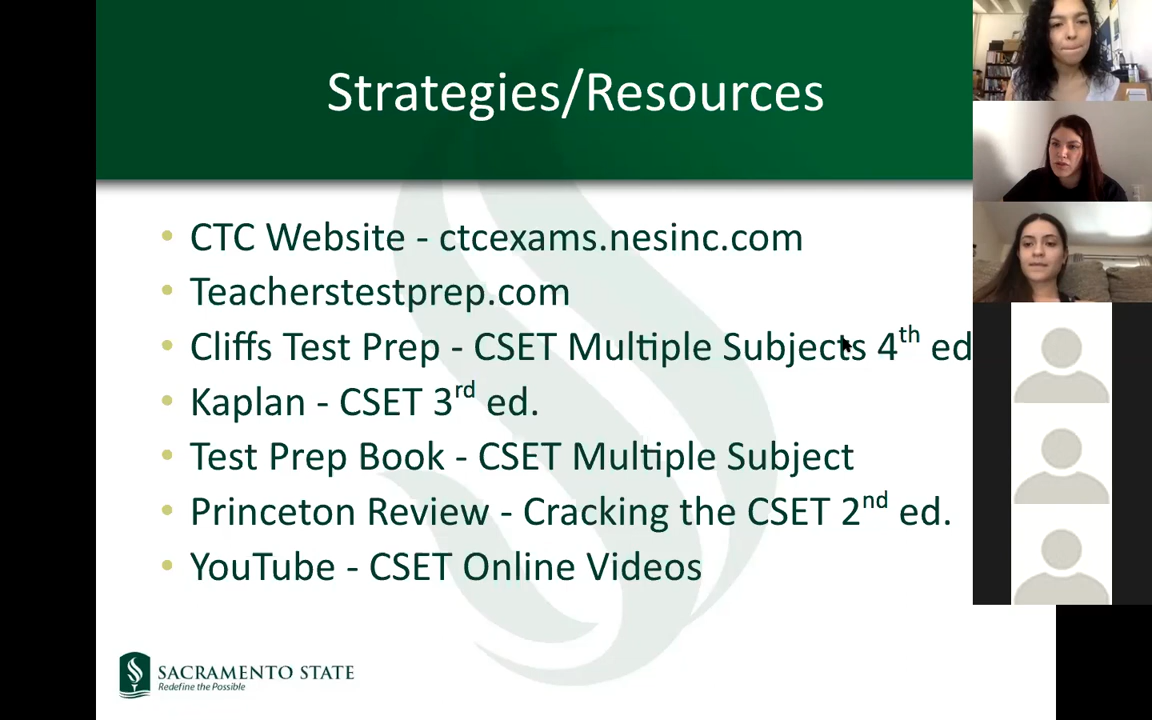 Strategies/Resources
CTC Website - ctcexams.nesinc.com
Teacherstestprep.com
Cliffs Test Prep - CSET Multiple Subjects 4th ed
Kaplan - CSET 3rd ed.
Test Prep Book - CSET Multiple Subject
Princeton Review - Cracking the CSET 2nd ed.
YouTube - CSET Online Videos
SACRAMENTO STATE
Redefine the Possible